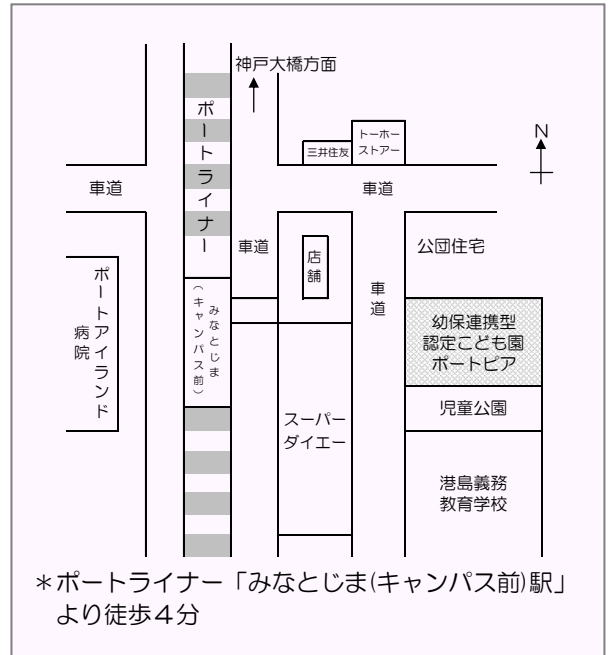 神戸大橋方面
ポートライナー
トーホー
ストアー
三井住友
N
車道
車道
車道
店舗
車道
公団住宅
ポートアイランド
病院
みなとじま
(キャンパス前)
幼保連携型
認定こども園
ポートピア
児童公園
スーパー
ダイエー
港島義務
教育学校
*ポートライナー「みなとじま(キャンパス前)駅」
より徒歩4分